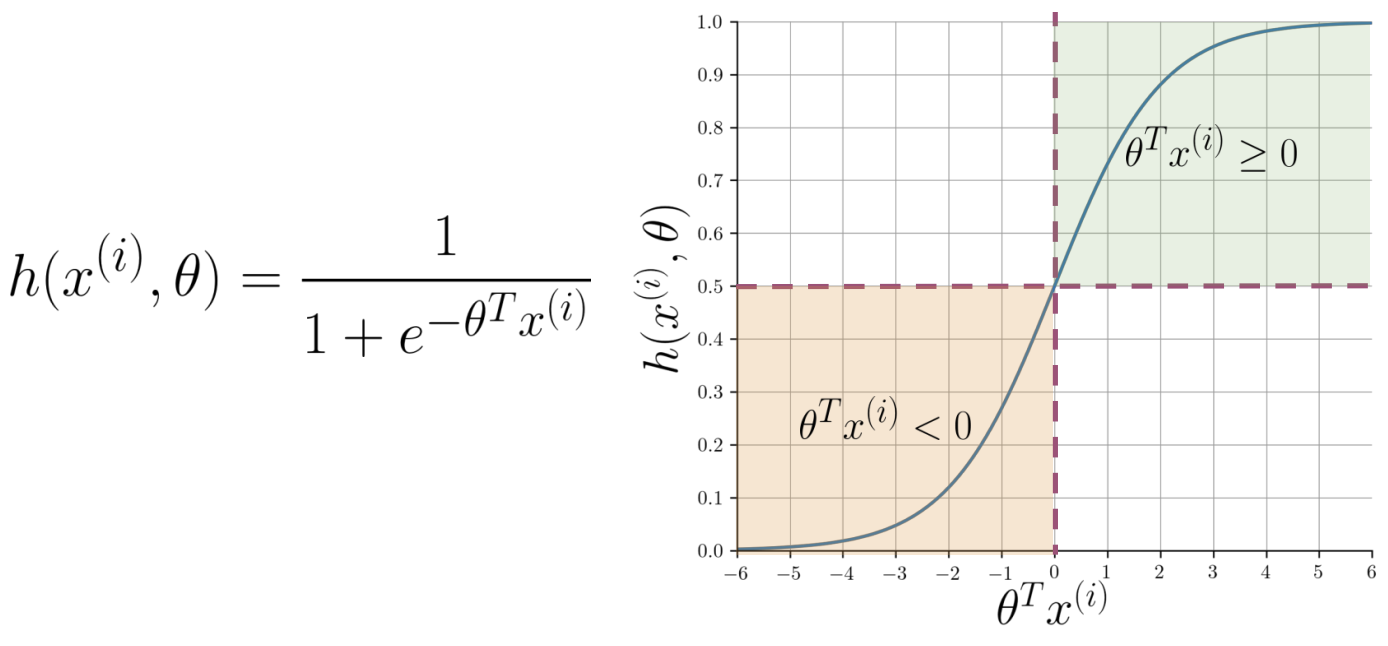 h(x^{(i)}, θ) = \frac{1}{1 + e^{-θ^T x^{(i)}}}
h(x^{(i)}, θ)
1.0
0.9
0.8
0.7
0.6
0.5
0.4
0.3
0.2
0.1
0.0
θ^T x^{(i)} ≥ 0
θ^T x^{(i)} < 0
−6 −5 −4 −3 −2 −1 0 1 2 3 4 5 6
θ^T x^{(i)}